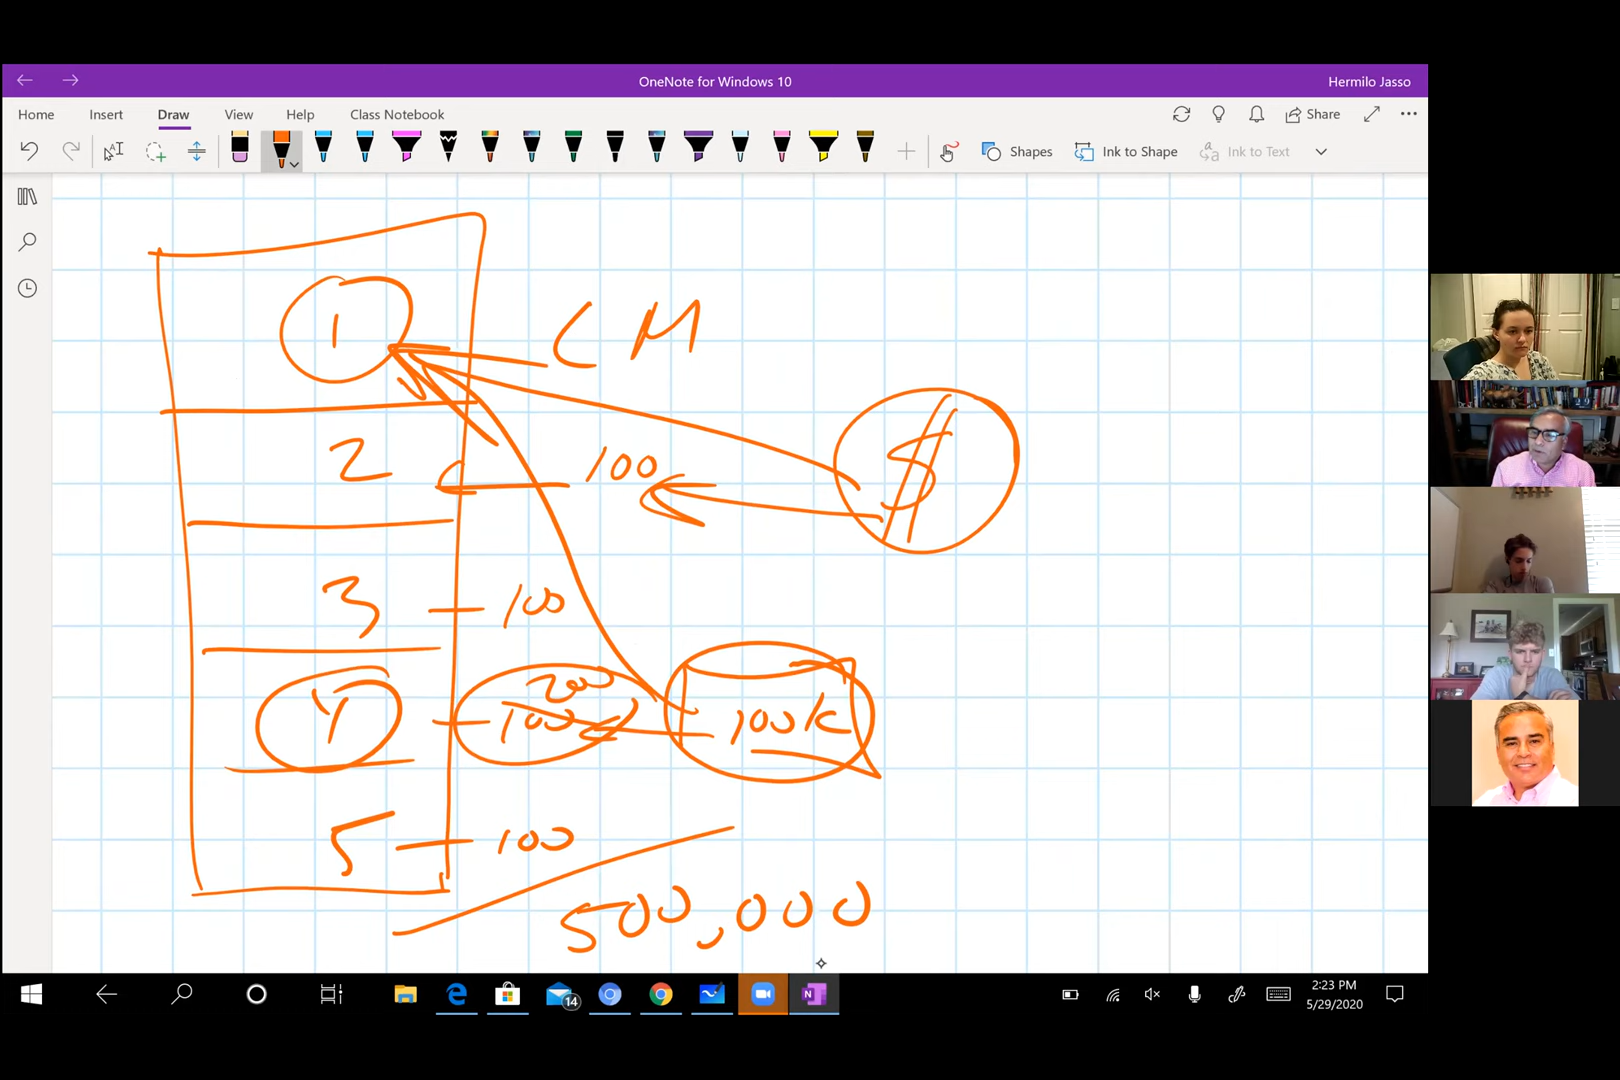 OneNote for Windows 10
Hermilo Jasso
Home Insert Draw View Help Class Notebook
Share
Shapes
Ink to Shape
Ink to Text
1
CM
$
2
100
3
100
200
4
100
100k
5
100
500,000
14
2:23 PM
5/29/2020